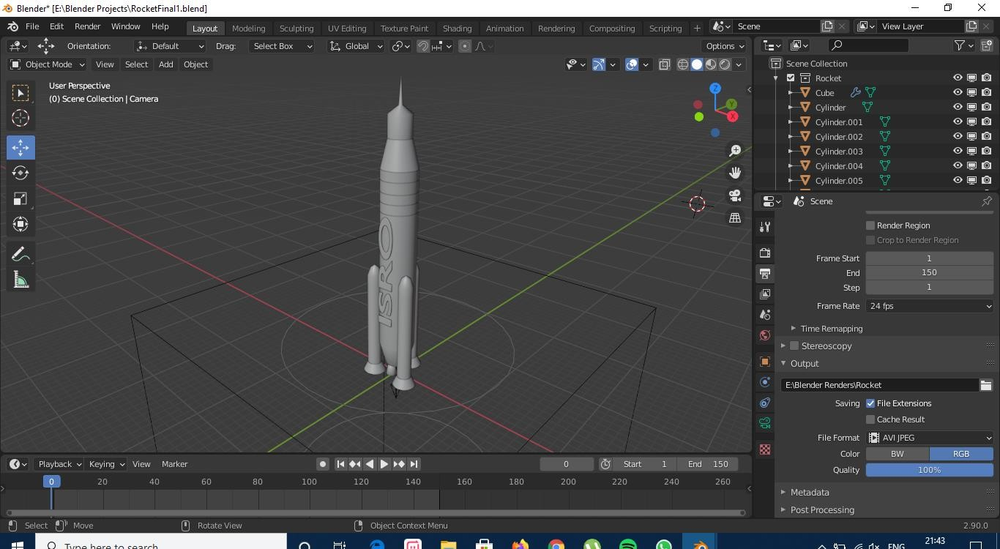 Blender* [E:\Blender Projects\RocketFinal1.blend]
File Edit Render Window Help Layout Modeling Sculpting UV Editing Texture Paint Shading Animation Rendering Compositing Scripting + Scene View Layer
Orientation: Default Drag: Select Box Global Options
Object Mode View Select Add Object
User Perspective
(0) Scene Collection | Camera
Z
Y
X
ISRO
Scene Collection
Rocket
Cube
Cylinder
Cylinder.001
Cylinder.002
Cylinder.003
Cylinder.004
Cylinder.005
Scene
Render Region
Crop to Render Region
Frame Start 1
End 150
Step 1
Frame Rate 24 fps
Time Remapping
Stereoscopy
Output
E:\Blender Renders\Rocket
Saving File Extensions
Cache Result
File Format AVI JPEG
Color BW RGB
Quality 100%
Metadata
Post Processing
Playback Keying View Marker 0 Start 1 End 150
0 20 40 60 80 100 120 140 160 180 200 220 240 260
Select Move Rotate View Object Context Menu 2.90.0
Type here to search ENG 21:43